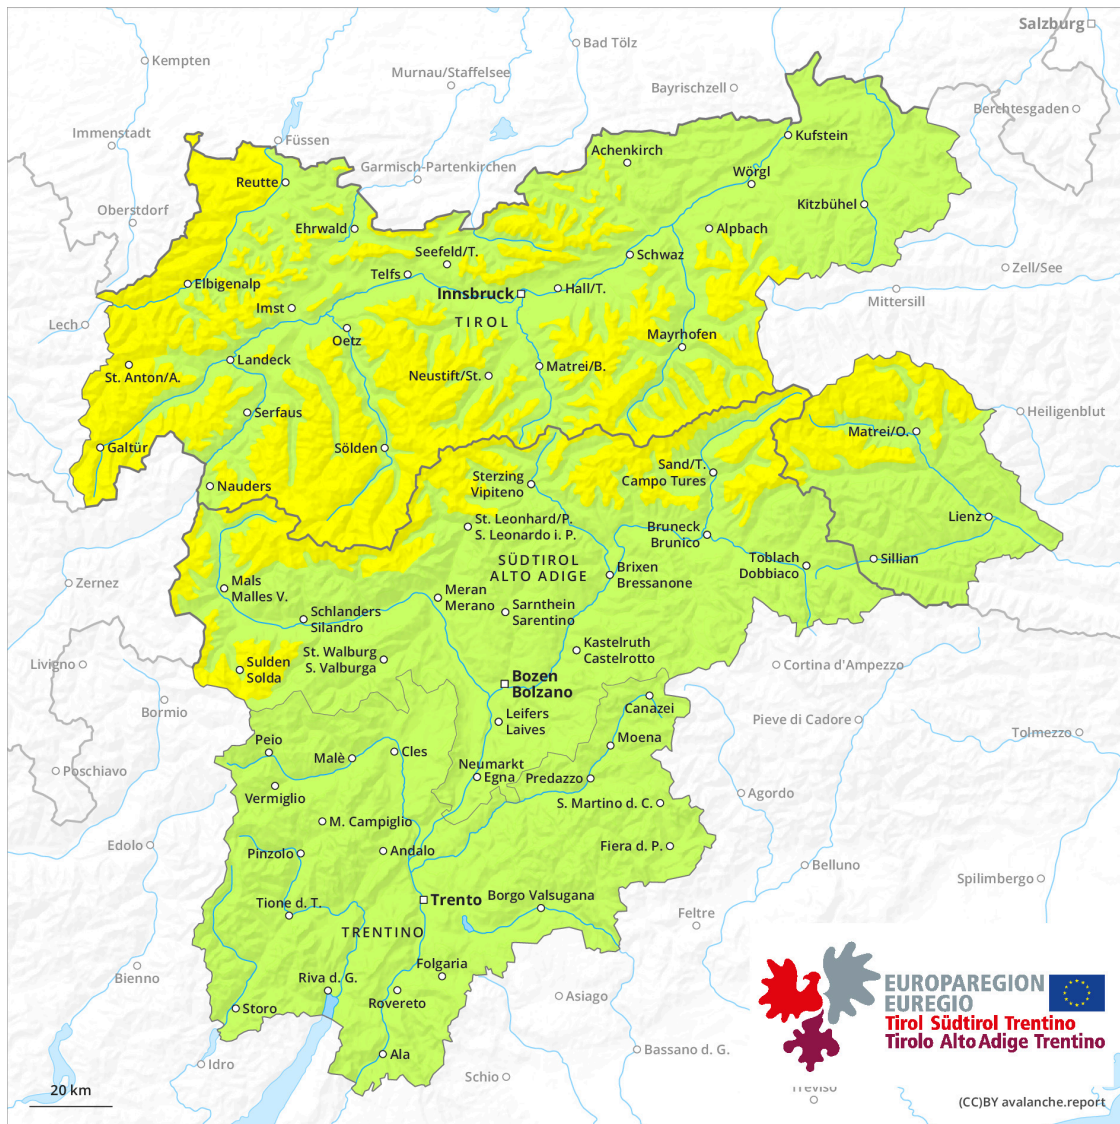 Salzburg
Bad Tölz
Kempten
Murnau/Staffelsee
Bayrischzell
Berchtesgaden
Immenstadt
Füssen
Kufstein
Achenkirch
Garmisch-Partenkirchen
Wörgl
Reutte
Oberstdorf
Kitzbühel
Ehrwald
Alpbach
Seefeld/T.
Schwaz
Zell/See
Telfs
Elbigenalp
Innsbruck
Hall/T.
Mittersill
Imst
TIROL
Lech
Oetz
Mayrhofen
Landeck
Matrei/B.
St. Anton/A.
Neustift/St.
Serfaus
Heiligenblut
Matrei/O.
Galtür
Sölden
Sand/T.
Campo Tures
Sterzing
Vipiteno
Nauders
St. Leonhard/P.
S. Leonardo i. P.
Lienz
Bruneck
Brunico
SÜDTIROL
ALTO ADIGE
Toblach
Dobbiaco
Sillian
Brixen
Bressanone
Zernez
Mals
Malles V.
Meran
Merano
Sarnthein
Sarentino
Schlanders
Silandro
Kastelruth
Castelrotto
St. Walburg
S. Valburga
Livigno
Sulden
Solda
Cortina d'Ampezzo
Bozen
Bolzano
Canazei
Bormio
Leifers
Laives
Pieve di Cadore
Tolmezzo
Peio
Moena
Malè
Cles
Neumarkt
Egna
Predazzo
Poschiavo
Vermiglio
Agordo
S. Martino d. C.
M. Campiglio
Edolo
Pinzolo
Andalo
Fiera d. P.
Belluno
Spilimbergo
Tione d. T.
Trento
Borgo Valsugana
Feltre
TRENTINO
Folgaria
Bienno
Riva d. G.
Rovereto
Asiago
Storo
EUROPAREGION
EUREGIO
Tirol Südtirol Trentino
Tirolo Alto Adige Trentino
Ala
Bassano d. G.
Idro
Schio
Treviso
20 km
(CC)BY avalanche.report